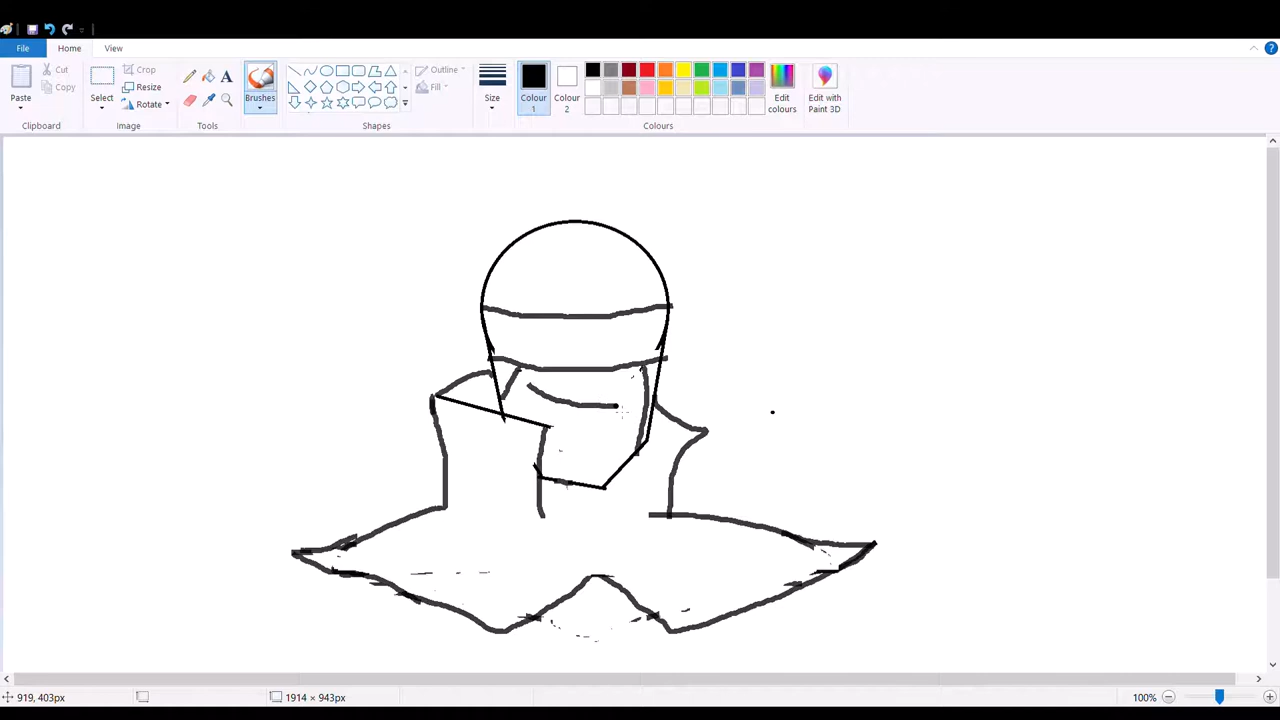 File Home View
Paste Cut Copy Clipboard
Select Crop Resize Rotate Image
A Tools
Brushes
Outline Fill Shapes
Size
Colour 1 Colour 2 Edit colours Edit with Paint 3D
Colours
919, 403px 1914 × 943px 100%